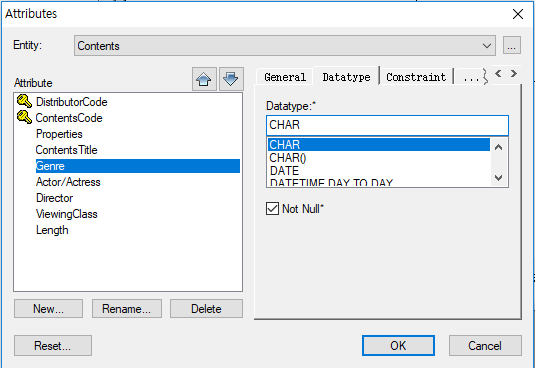 Attributes
Entity:
Contents
...
Attribute
DistributorCode
ContentsCode
Properties
ContentsTitle
Genre
Actor/Actress
Director
ViewingClass
Length
New...
Rename...
Delete
General
Datatype
Constraint
...
Datatype:*
CHAR
CHAR
CHAR()
DATE
DATETIME DAY TO DAY
Not Null*
Reset...
OK
Cancel